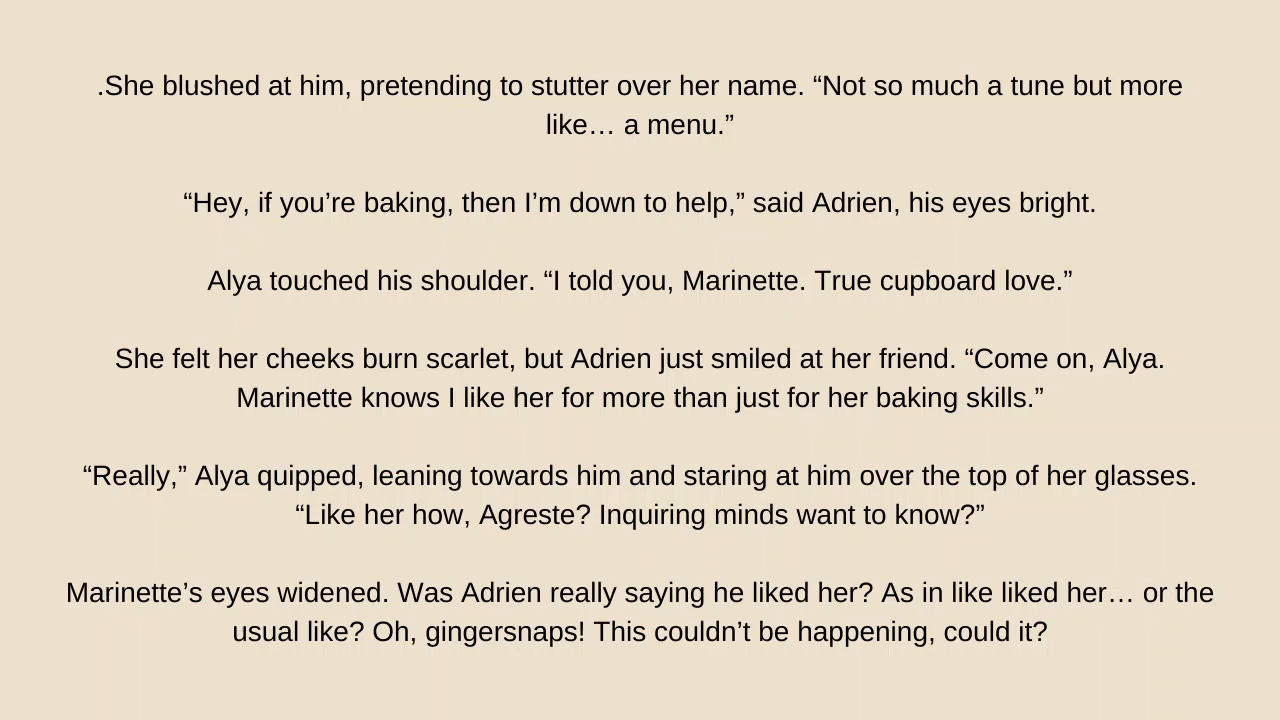 .She blushed at him, pretending to stutter over her name. “Not so much a tune but more
like… a menu.”
“Hey, if you’re baking, then I’m down to help,” said Adrien, his eyes bright.
Alya touched his shoulder. “I told you, Marinette. True cupboard love.”
She felt her cheeks burn scarlet, but Adrien just smiled at her friend. “Come on, Alya.
Marinette knows I like her for more than just for her baking skills.”
“Really,” Alya quipped, leaning towards him and staring at him over the top of her glasses.
“Like her how, Agreste? Inquiring minds want to know?”
Marinette’s eyes widened. Was Adrien really saying he liked her? As in like liked her… or the
usual like? Oh, gingersnaps! This couldn’t be happening, could it?